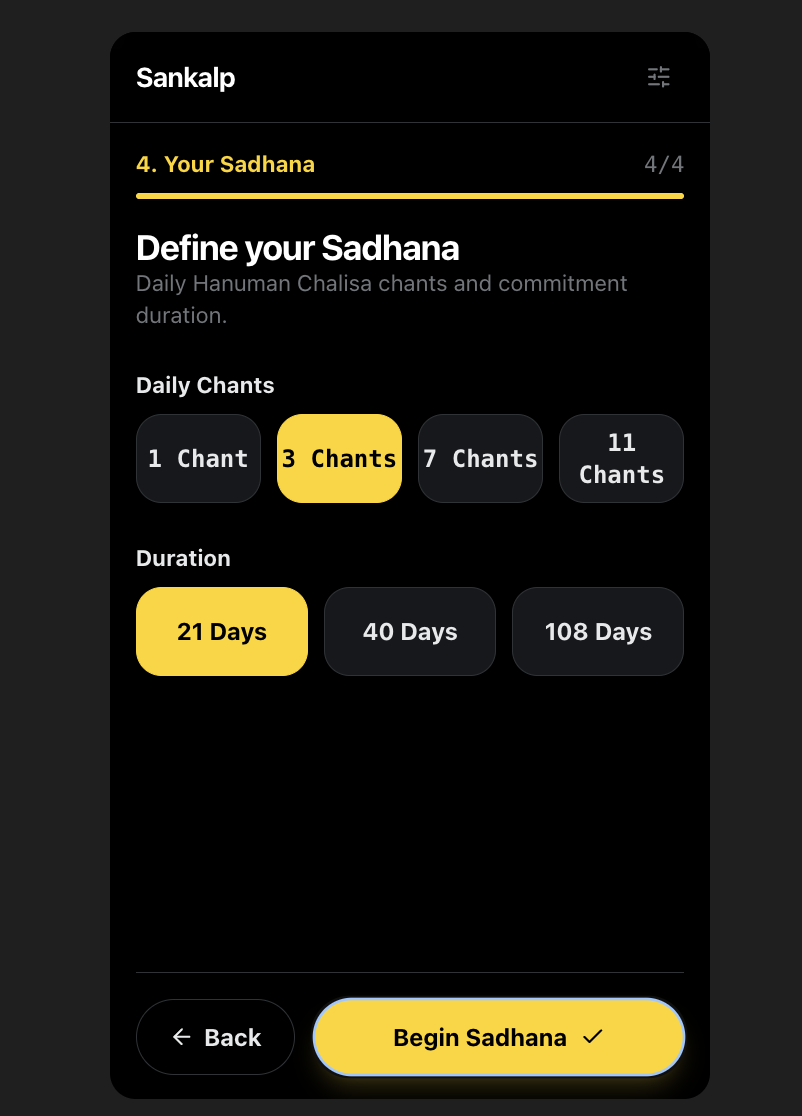 Sankalp
4. Your Sadhana
4/4
Define your Sadhana
Daily Hanuman Chalisa chants and commitment
duration.
Daily Chants
1 Chant
3 Chants
7 Chants
11
Chants
Duration
21 Days
40 Days
108 Days
Back
Begin Sadhana